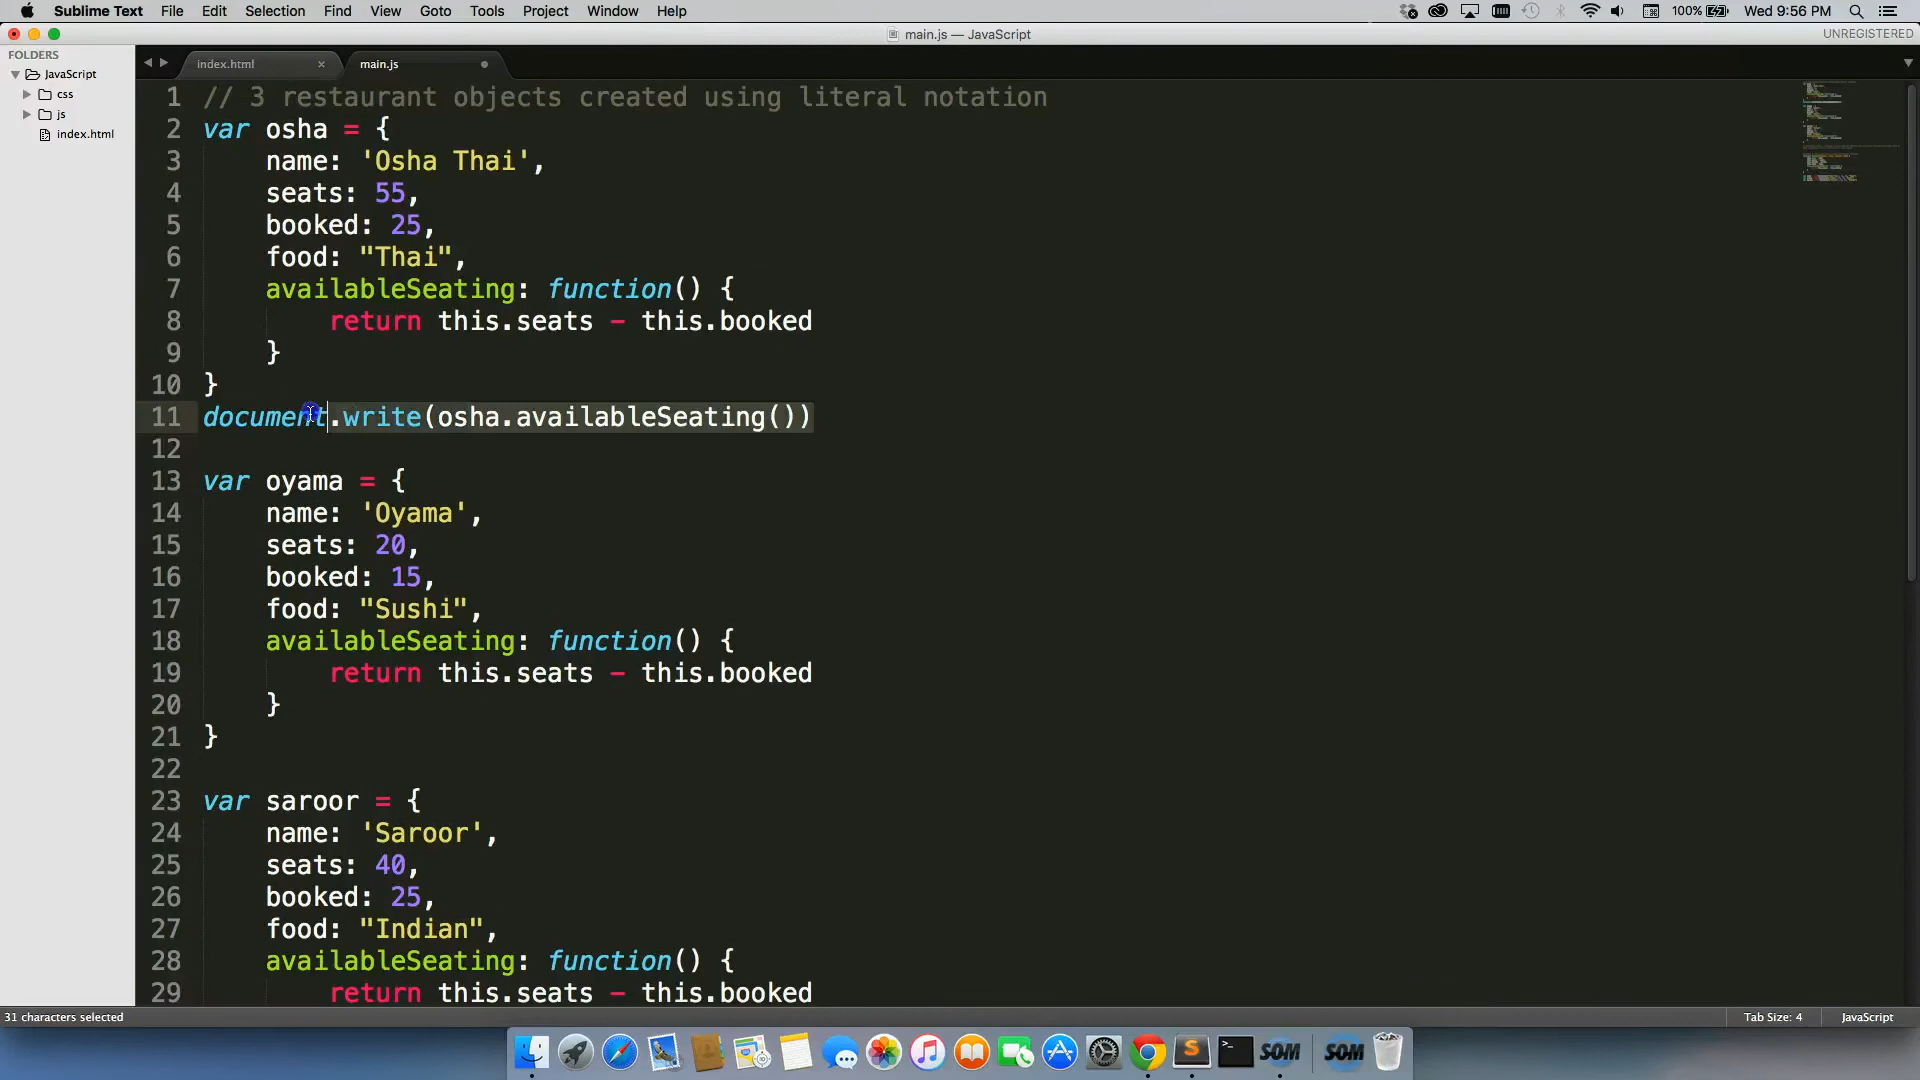 Sublime Text File Edit Selection Find View Goto Tools Project Window Help 100% Wed 9:56 PM
main.js — JavaScript UNREGISTERED
FOLDERS
JavaScript
css
js
index.html
index.html × main.js
1 // 3 restaurant objects created using literal notation
2 var osha = {
3 name: 'Osha Thai',
4 seats: 55,
5 booked: 25,
6 food: "Thai",
7 availableSeating: function() {
8 return this.seats - this.booked
9 }
10 }
11 document.write(osha.availableSeating())
12
13 var oyama = {
14 name: 'Oyama',
15 seats: 20,
16 booked: 15,
17 food: "Sushi",
18 availableSeating: function() {
19 return this.seats - this.booked
20 }
21 }
22
23 var saroor = {
24 name: 'Saroor',
25 seats: 40,
26 booked: 25,
27 food: "Indian",
28 availableSeating: function() {
29 return this.seats - this.booked
31 characters selected Tab Size: 4 JavaScript
S SOM SOM